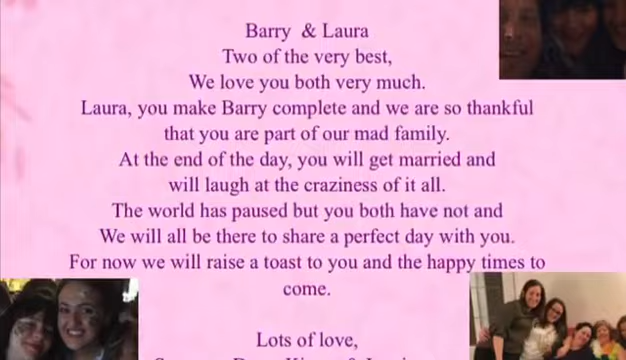 Barry & Laura
Two of the very best,
We love you both very much.
Laura, you make Barry complete and we are so thankful
that you are part of our mad family.
At the end of the day, you will get married and
will laugh at the craziness of it all.
The world has paused but you both have not and
We will all be there to share a perfect day with you.
For now we will raise a toast to you and the happy times to
come.
Lots of love,